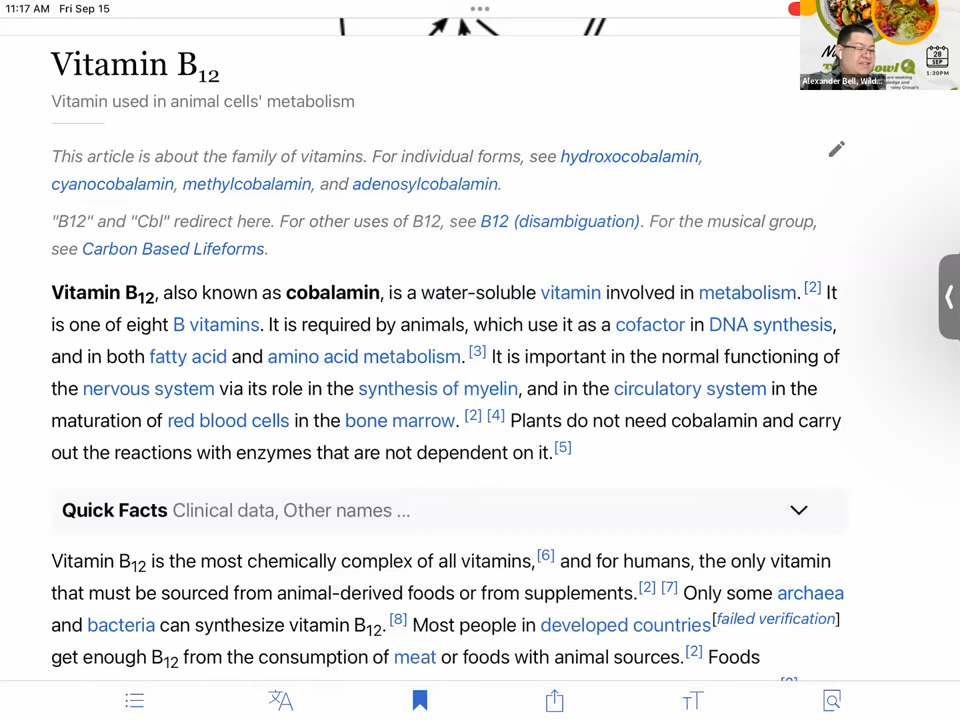 11:17 AM Fri Sep 15
Vitamin B12
Vitamin used in animal cells' metabolism
This article is about the family of vitamins. For individual forms, see hydroxocobalamin,
cyanocobalamin, methylcobalamin, and adenosylcobalamin.
"B12" and "Cbl" redirect here. For other uses of B12, see B12 (disambiguation). For the musical group,
see Carbon Based Lifeforms.
Vitamin B12, also known as cobalamin, is a water-soluble vitamin involved in metabolism.[2] It
is one of eight B vitamins. It is required by animals, which use it as a cofactor in DNA synthesis,
and in both fatty acid and amino acid metabolism.[3] It is important in the normal functioning of
the nervous system via its role in the synthesis of myelin, and in the circulatory system in the
maturation of red blood cells in the bone marrow.[2] [4] Plants do not need cobalamin and carry
out the reactions with enzymes that are not dependent on it.[5]
Quick Facts Clinical data, Other names ...
Vitamin B12 is the most chemically complex of all vitamins,[6] and for humans, the only vitamin
that must be sourced from animal-derived foods or from supplements.[2] [7] Only some archaea
and bacteria can synthesize vitamin B12.[8] Most people in developed countries[failed verification]
get enough B12 from the consumption of meat or foods with animal sources.[2] Foods
28
SEP
1:30PM
Alexander Bell, Wild...